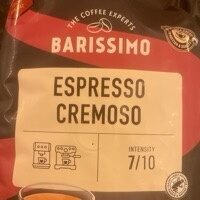 THE COFFEE EXPERTS
BARISSIMO
ESPRESSO
CREMOSO
INTENSITY
7/10